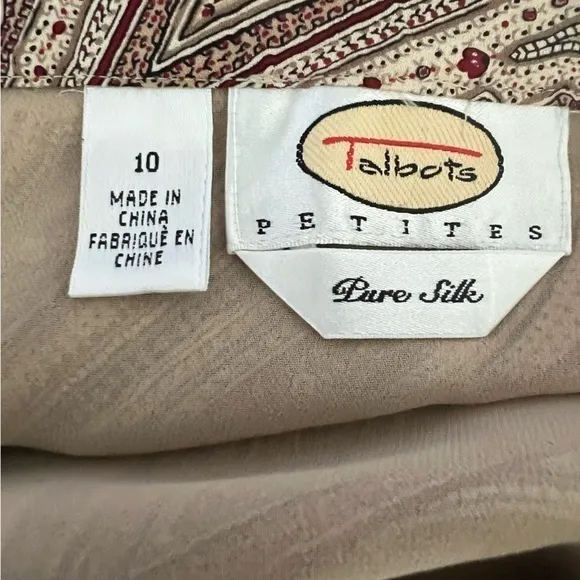 10
MADE IN
CHINA
FABRIQUÈ EN
CHINE
Talbots
PETITES
Pure Silk